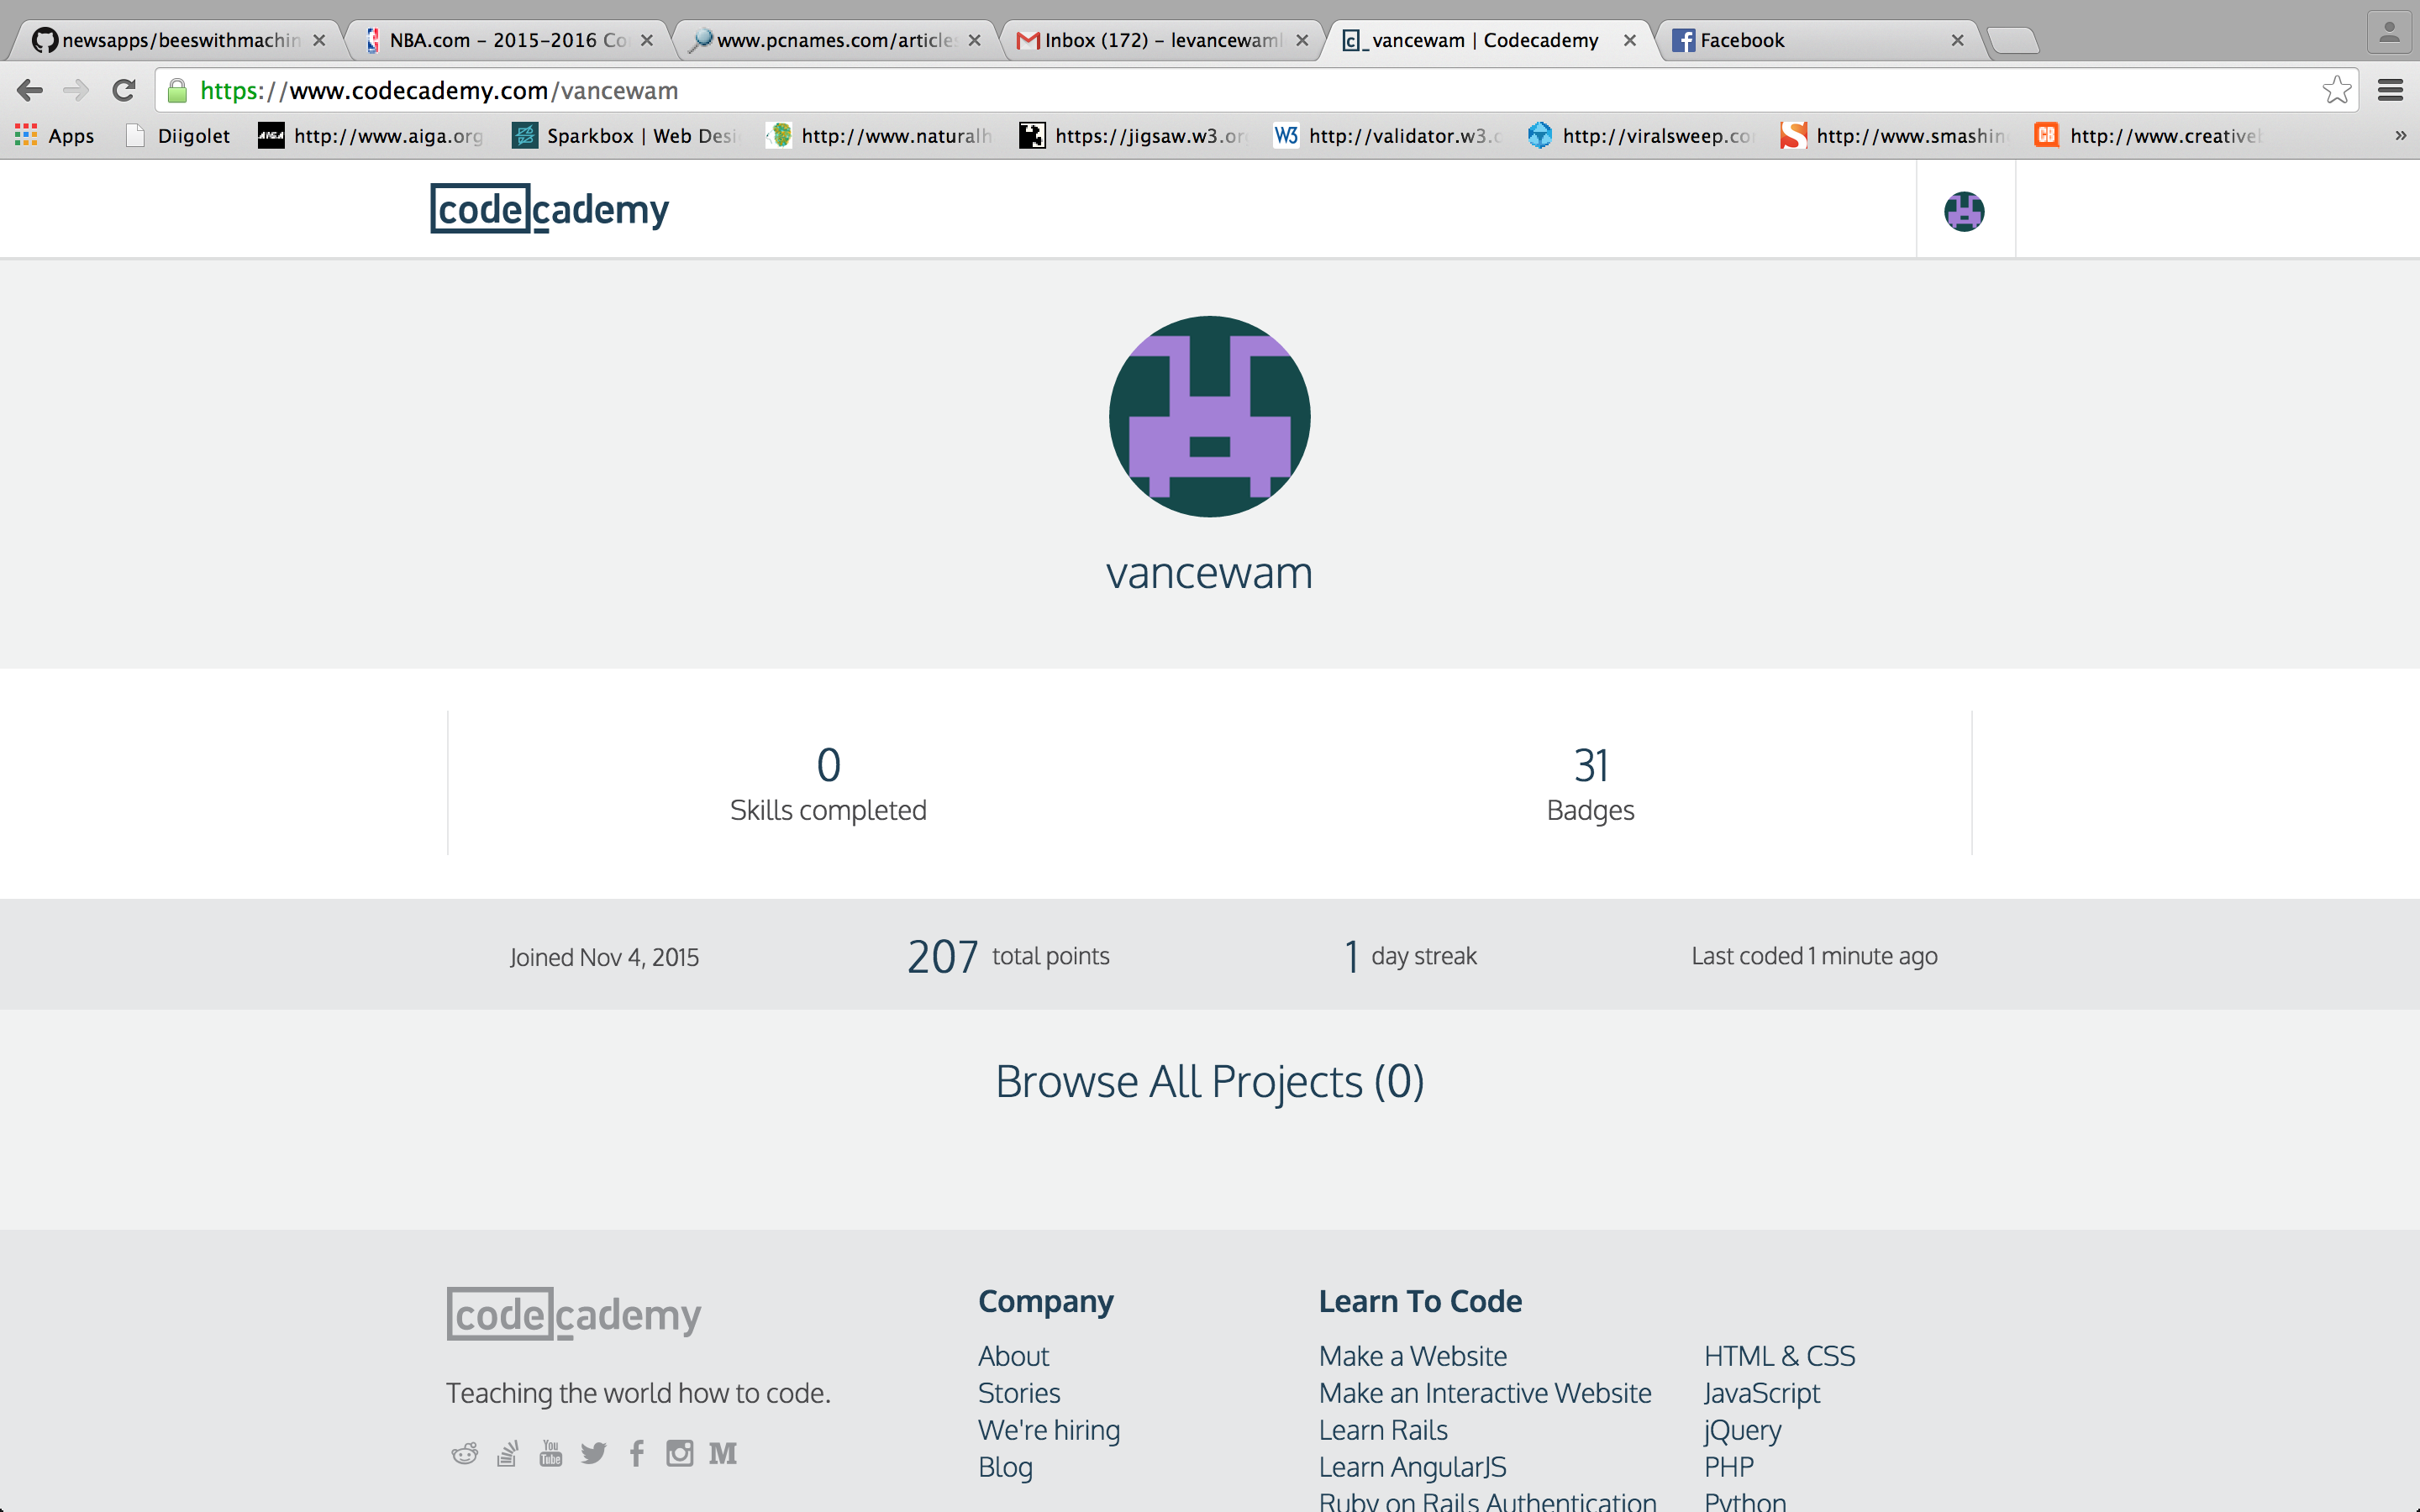 newsapps/beeswithmachin
NBA.com - 2015-2016 Co
www.pcnames.com/article
Inbox (172) - levancewam
vancewam | Codecademy
Facebook
https://www.codecademy.com/vancewam
Apps
Diigolet
http://www.aiga.org
Sparkbox | Web Desi
http://www.naturalh
https://jigsaw.w3.or
http://validator.w3.o
http://viralsweep.co
http://www.smashin
http://www.creative
»
codecademy
vancewam
0
Skills completed
31
Badges
Joined Nov 4, 2015
207 total points
1 day streak
Last coded 1 minute ago
Browse All Projects (0)
codecademy
Teaching the world how to code.
Company
About
Stories
We're hiring
Blog
Learn To Code
Make a Website
Make an Interactive Website
Learn Rails
Learn AngularJS
Ruby on Rails Authentication
HTML & CSS
JavaScript
jQuery
PHP
Python